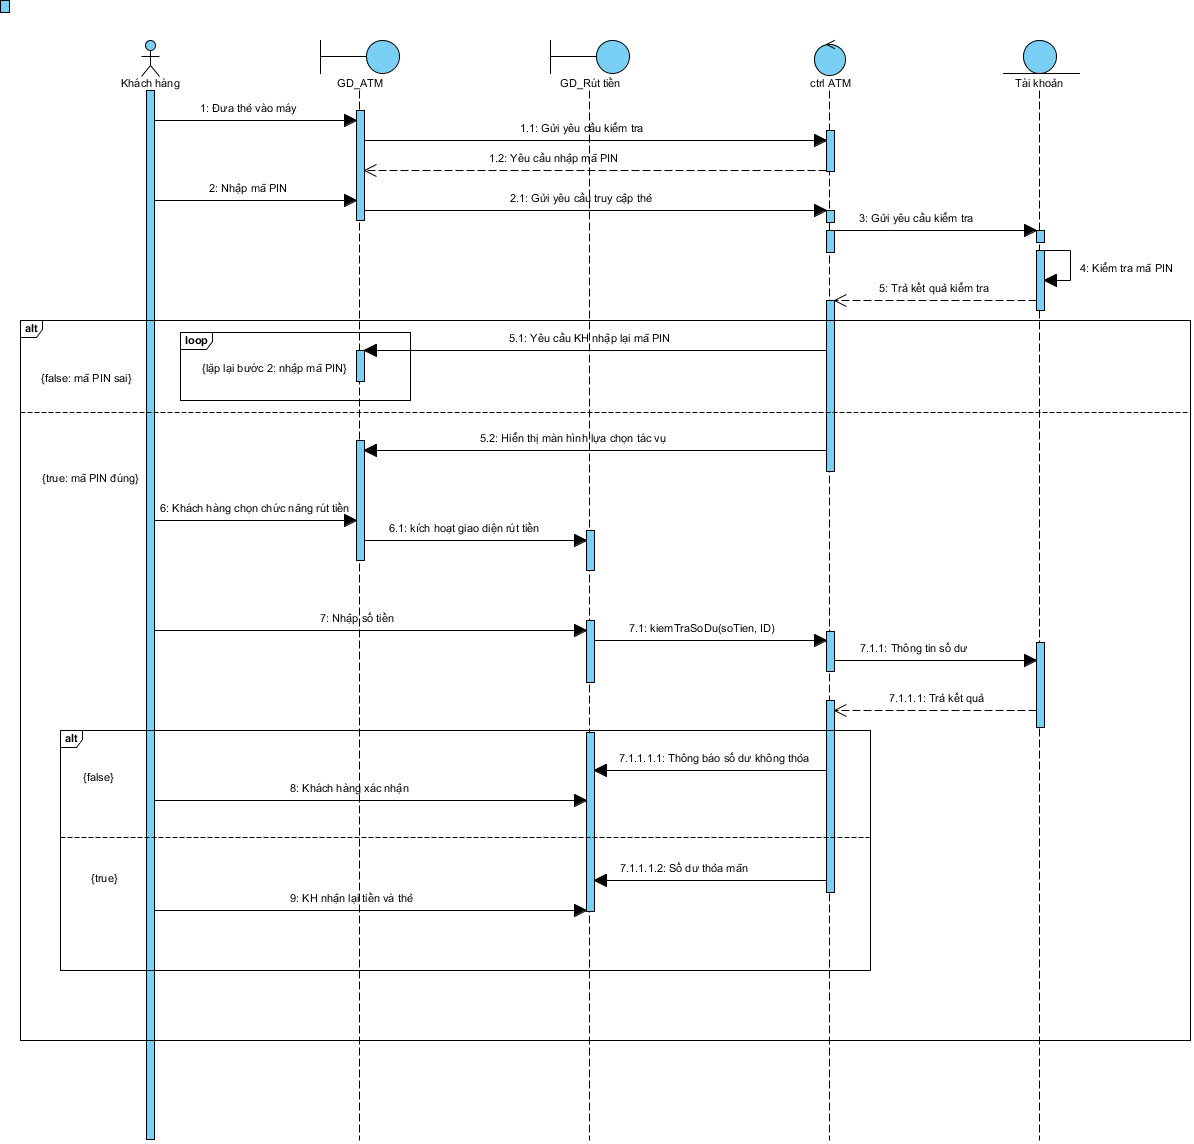 Khách hàng
GD_ATM
GD_Rút tiền
ctrl ATM
Tài khoản
1: Đưa thẻ vào máy
1.1: Gửi yêu cầu kiểm tra
1.2: Yêu cầu nhập mã PIN
2: Nhập mã PIN
2.1: Gửi yêu cầu truy cập thẻ
3: Gửi yêu cầu kiểm tra
4: Kiểm tra mã PIN
5: Trả kết quả kiểm tra
alt
loop
5.1: Yêu cầu KH nhập lại mã PIN
{lặp lại bước 2: nhập mã PIN}
{false: mã PIN sai}
5.2: Hiển thị màn hình lựa chọn tác vụ
{true: mã PIN đúng}
6: Khách hàng chọn chức năng rút tiền
6.1: kích hoạt giao diện rút tiền
7: Nhập số tiền
7.1: kiemTraSoDu(soTien, ID)
7.1.1: Thông tin số dư
7.1.1.1: Trả kết quả
alt
7.1.1.1.1: Thông báo số dư không thỏa
{false}
8: Khách hàng xác nhận
7.1.1.1.2: Số dư thỏa mãn
{true}
9: KH nhận lại tiền và thẻ